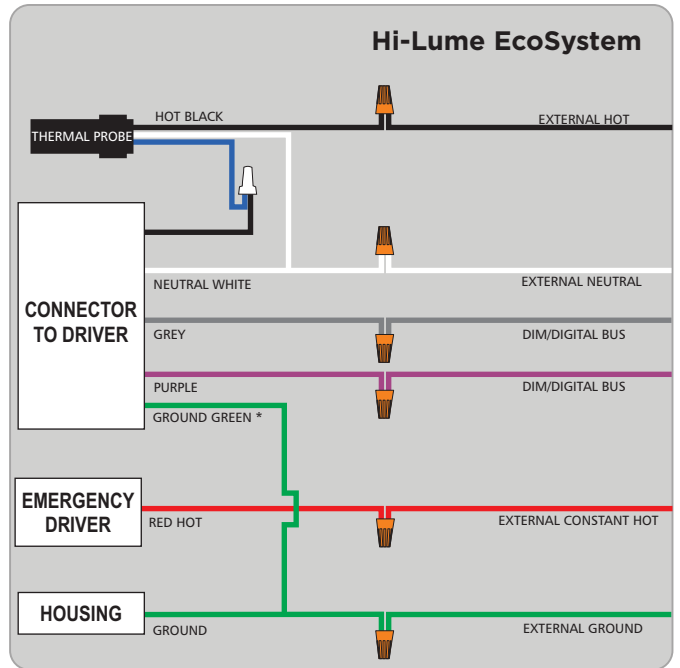 Hi-Lume EcoSystem
HOT BLACK
EXTERNAL HOT
THERMAL PROBE
NEUTRAL WHITE
EXTERNAL NEUTRAL
CONNECTOR
TO DRIVER
GREY
DIM/DIGITAL BUS
PURPLE
DIM/DIGITAL BUS
GROUND GREEN *
EMERGENCY
DRIVER
RED HOT
EXTERNAL CONSTANT HOT
HOUSING
GROUND
EXTERNAL GROUND